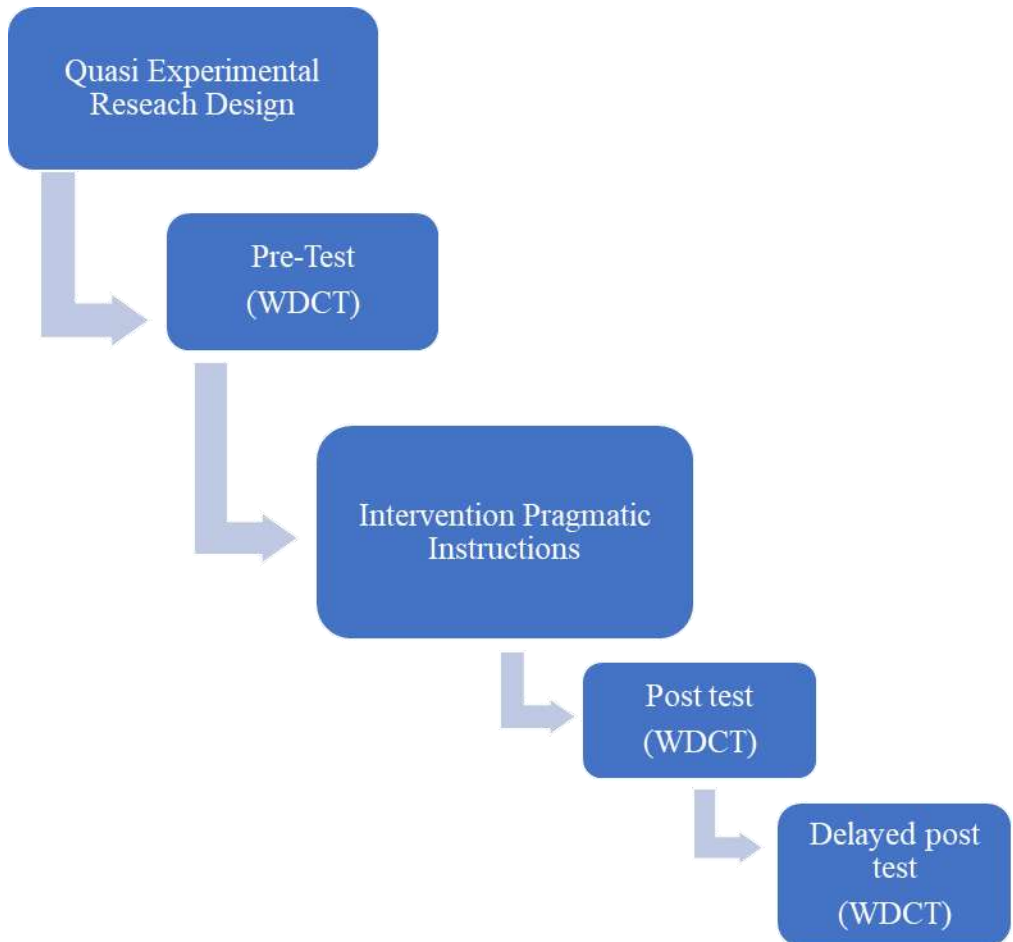 Quasi Experimental
Reseach Design
Pre-Test
(WDCT)
Intervention Pragmatic
Instructions
Post test
(WDCT)
Delayed post
test
(WDCT)